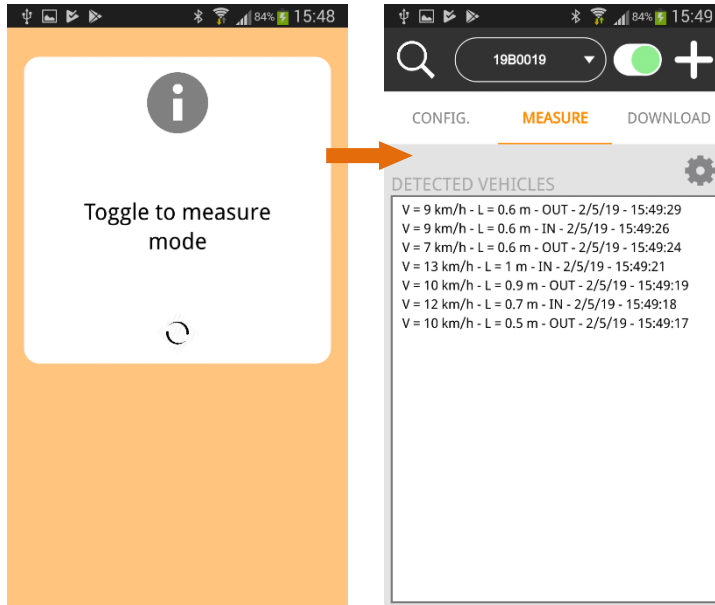 84% 15:48
Toggle to measure
mode
84% 15:49
19B0019
CONFIG. MEASURE DOWNLOAD
DETECTED VEHICLES
V = 9 km/h - L = 0.6 m - OUT - 2/5/19 - 15:49:29
V = 9 km/h - L = 0.6 m - IN - 2/5/19 - 15:49:26
V = 7 km/h - L = 0.6 m - OUT - 2/5/19 - 15:49:24
V = 13 km/h - L = 1 m - IN - 2/5/19 - 15:49:21
V = 10 km/h - L = 0.9 m - OUT - 2/5/19 - 15:49:19
V = 12 km/h - L = 0.7 m - IN - 2/5/19 - 15:49:18
V = 10 km/h - L = 0.5 m - OUT - 2/5/19 - 15:49:17